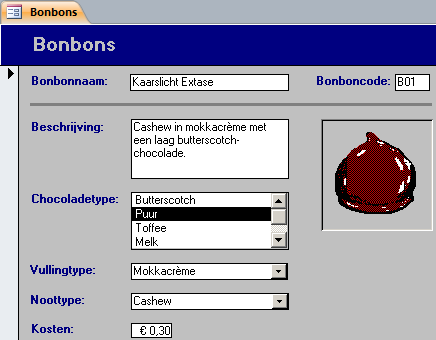 Bonbons
Bonbons
Bonbonnaam: Kaarslicht Extase Bonboncode: B01
Beschrijving: Cashew in mokkacrème met
een laag butterscotch-
chocolade.
Chocoladetype: Butterscotch
Puur
Toffee
Melk
Vullingtype: Mokkacrème
Noottype: Cashew
Kosten: € 0,30